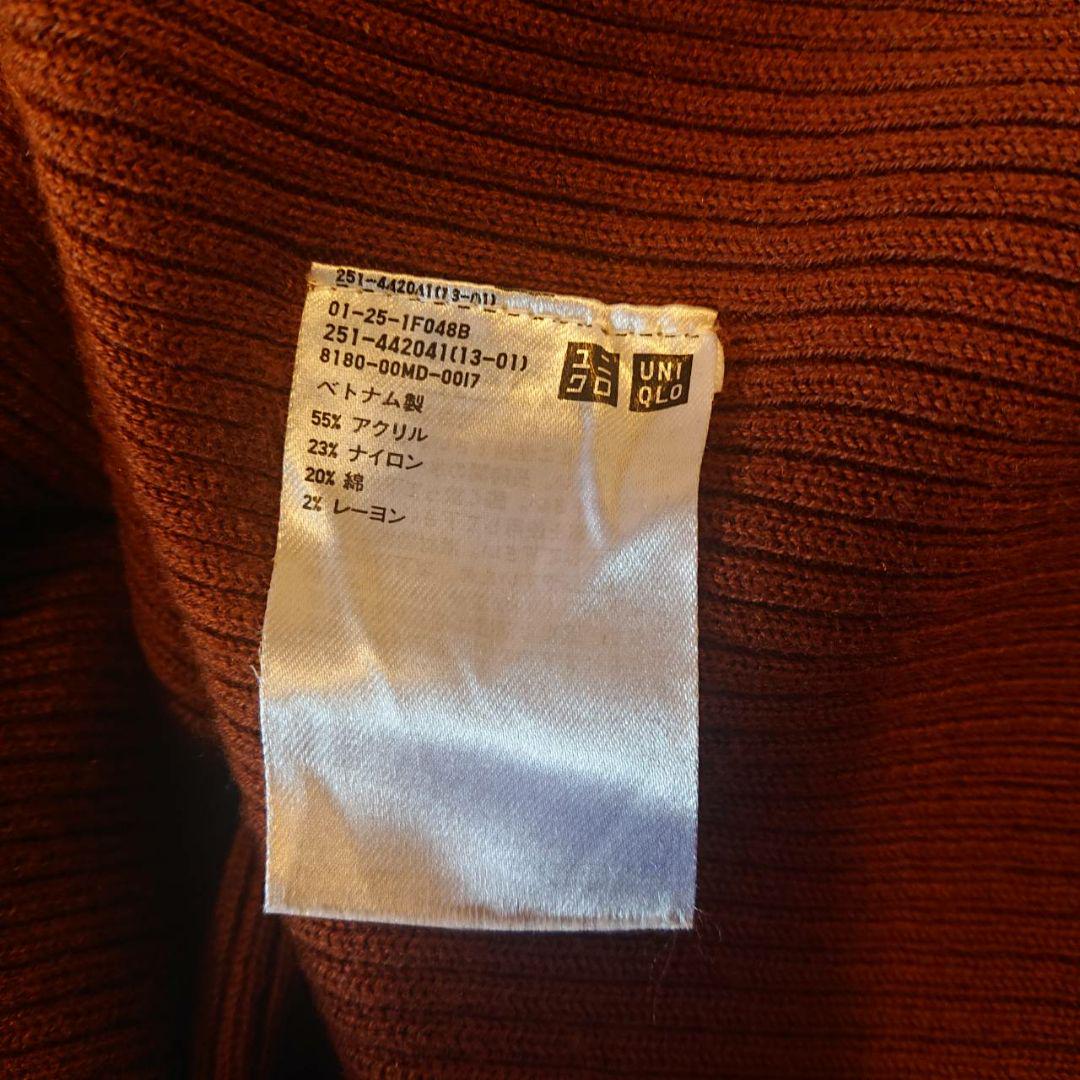 251-442041(13-01)
01-25-1F048B
251-442041(13-01)
8180-00MD-0017
ベトナム製
55% アクリル
23% ナイロン
20% 綿
2% レーヨン
ユニ
クロ
UNI
QLO